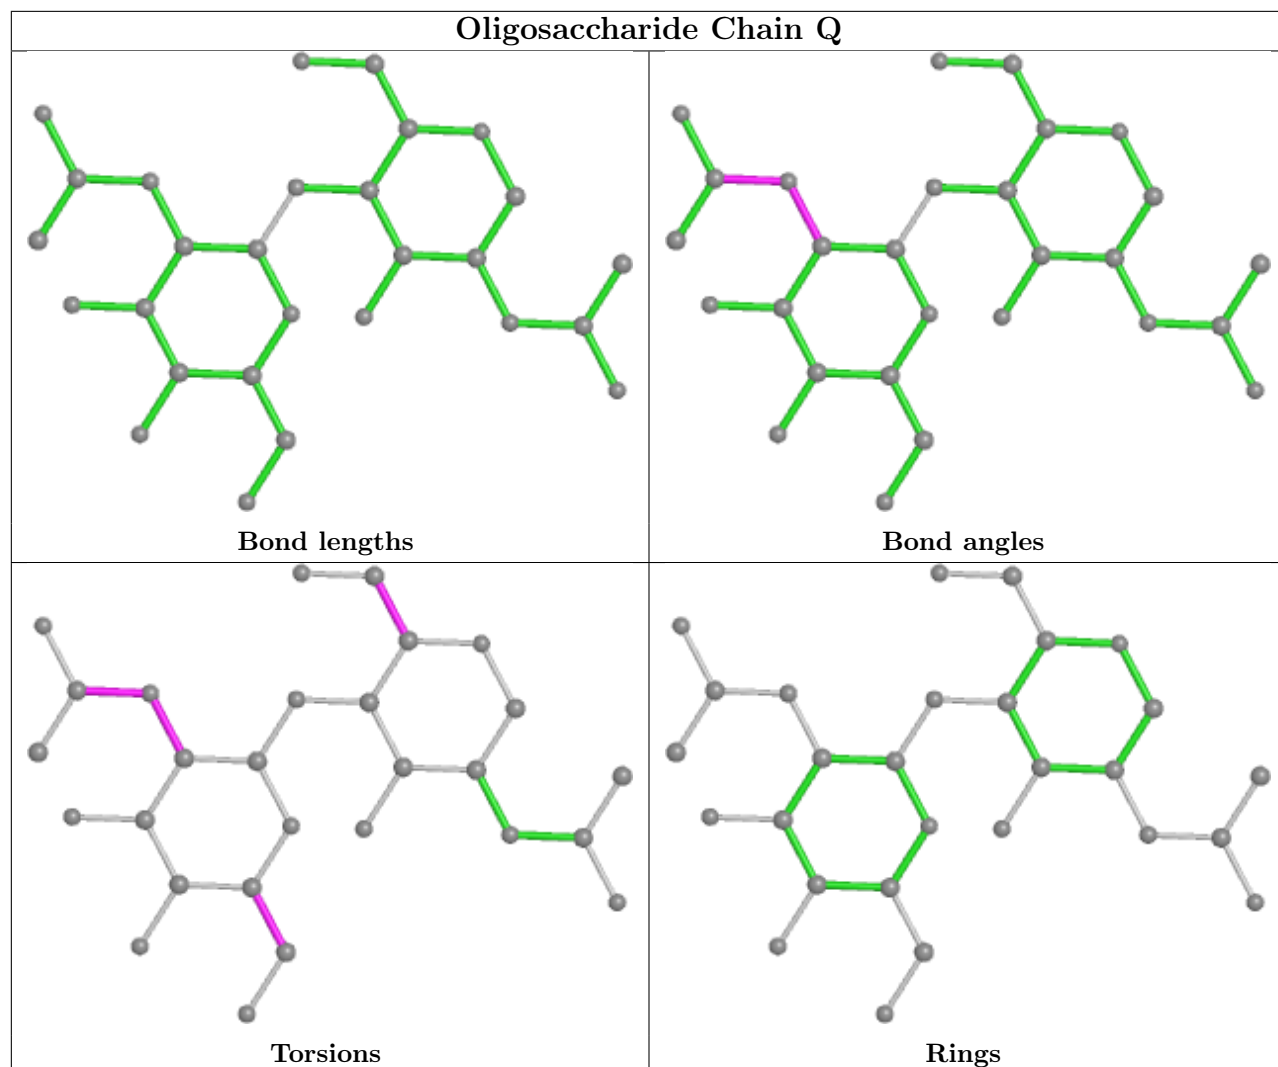 Oligosaccharide Chain Q
Bond lengths
Bond angles
Torsions
Rings